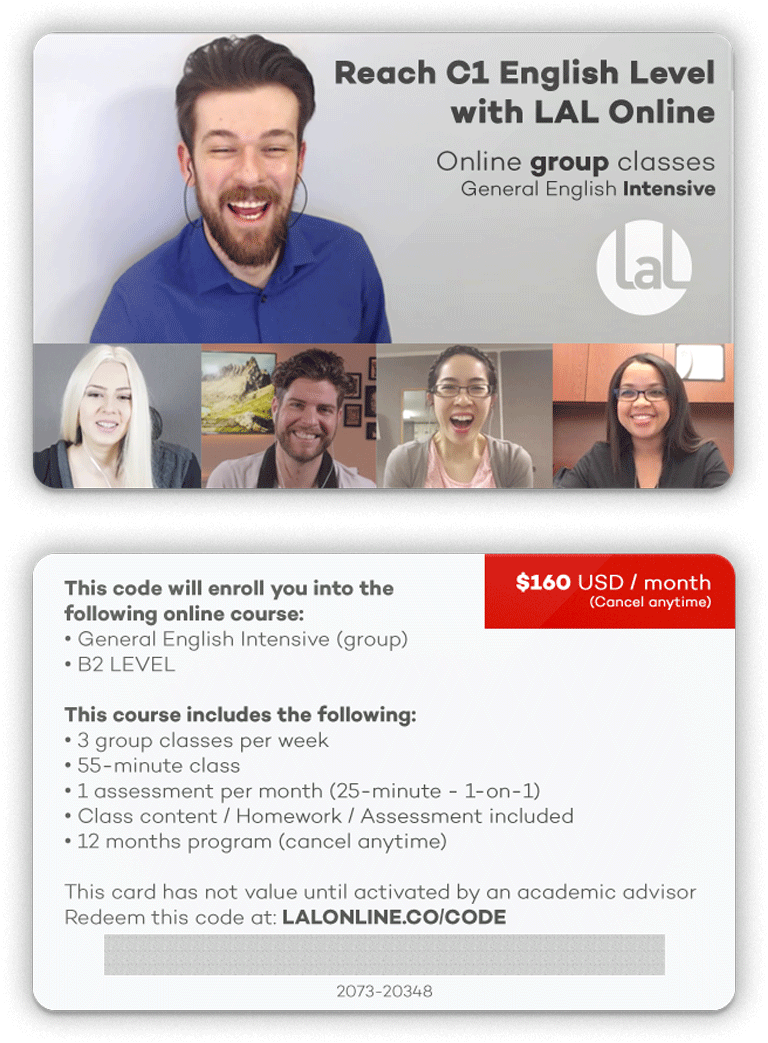 Reach C1 English Level
with LAL Online
Online group classes
General English Intensive
LaL
This code will enroll you into the
following online course:
• General English Intensive (group)
• B2 LEVEL
$160 USD / month
(Cancel anytime)
This course includes the following:
• 3 group classes per week
• 55-minute class
• 1 assessment per month (25-minute - 1-on-1)
• Class content / Homework / Assessment included
• 12 months program (cancel anytime)
This card has not value until activated by an academic advisor
Redeem this code at: LALONLINE.CO/CODE
2073-20348